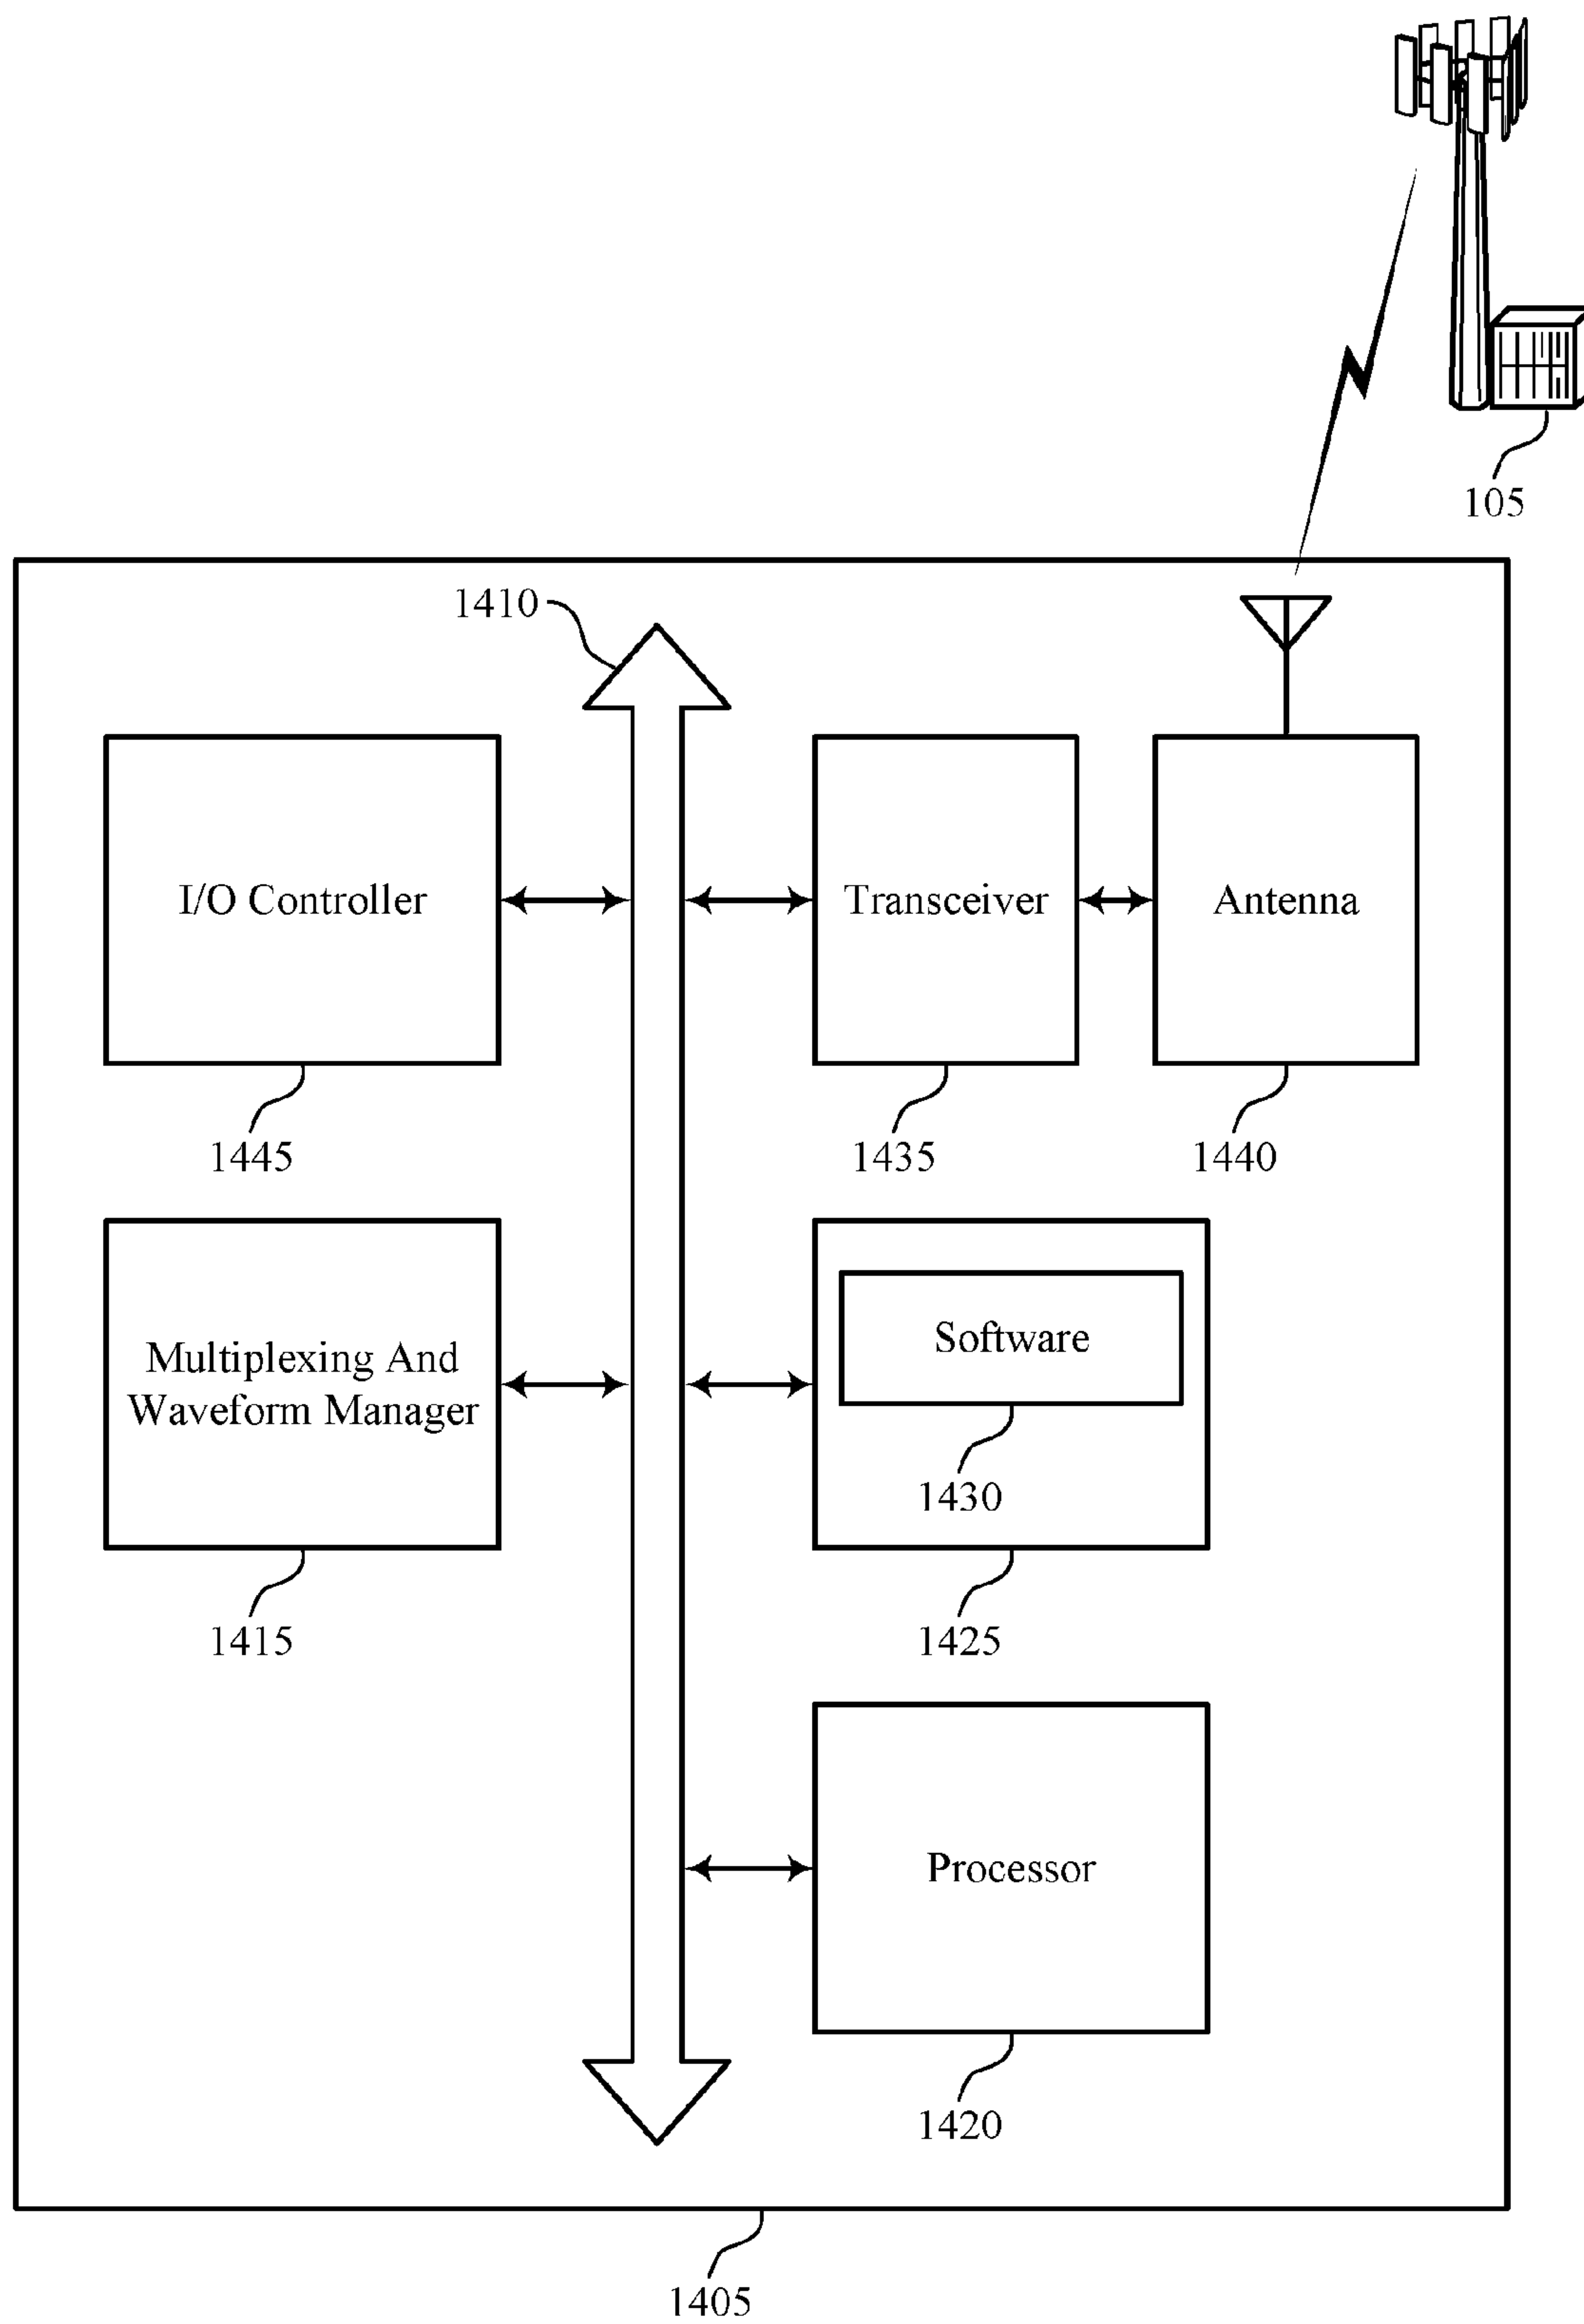 105
1410
I/O Controller
Transceiver
Antenna
1445
1435
1440
Multiplexing And
Waveform Manager
Software
1430
1415
1425
Processor
1420
1405